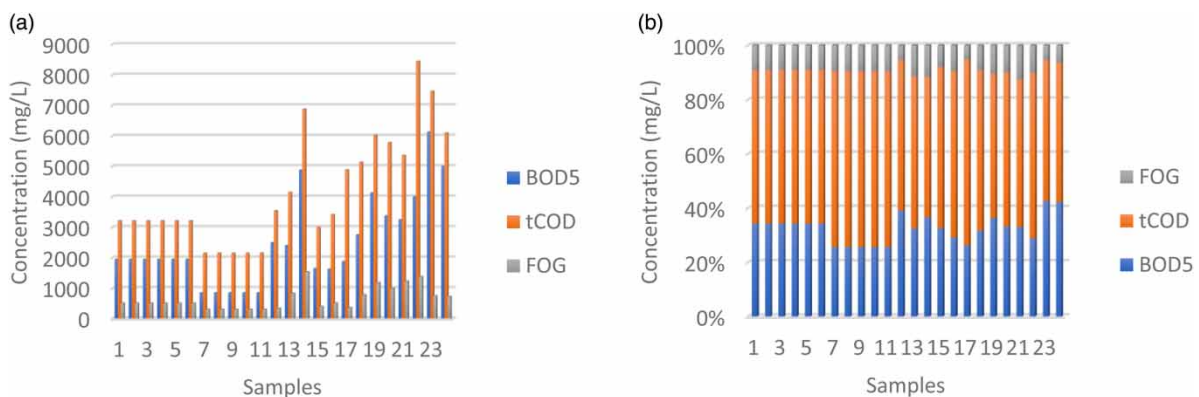 (a)
Concentration (mg/L)
9000
8000
7000
6000
5000
4000
3000
2000
1000
0
1 3 5 7 9 11 13 15 17 19 21 23
Samples
BOD5
tCOD
FOG
(b)
Concentration (mg/L)
100%
80%
60%
40%
20%
0%
1 3 5 7 9 11 13 15 17 19 21 23
Samples
FOG
tCOD
BOD5